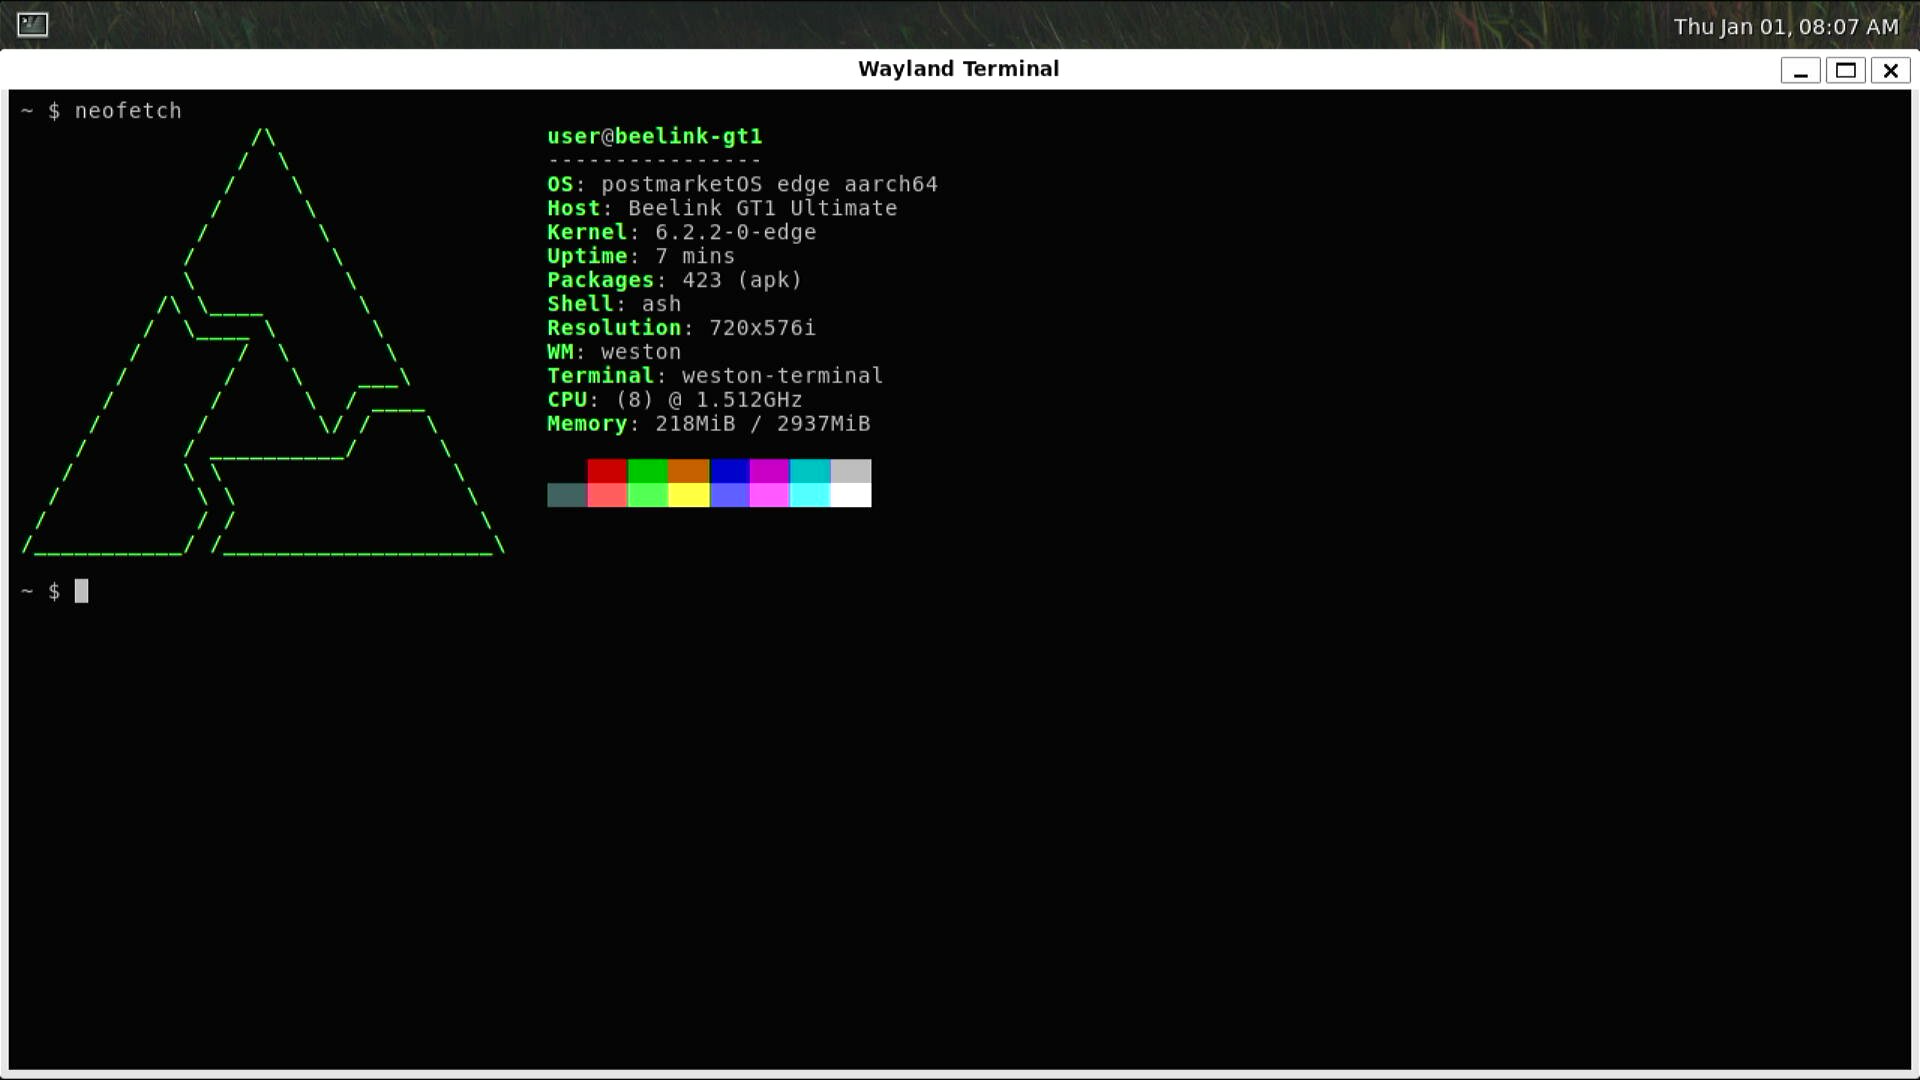 Thu Jan 01, 08:07 AM
Wayland Terminal
~ $ neofetch
user@beelink-gt1
----------------
OS: postmarketOS edge aarch64
Host: Beelink GT1 Ultimate
Kernel: 6.2.2-0-edge
Uptime: 7 mins
Packages: 423 (apk)
Shell: ash
Resolution: 720x576i
WM: weston
Terminal: weston-terminal
CPU: (8) @ 1.512GHz
Memory: 218MiB / 2937MiB
~ $